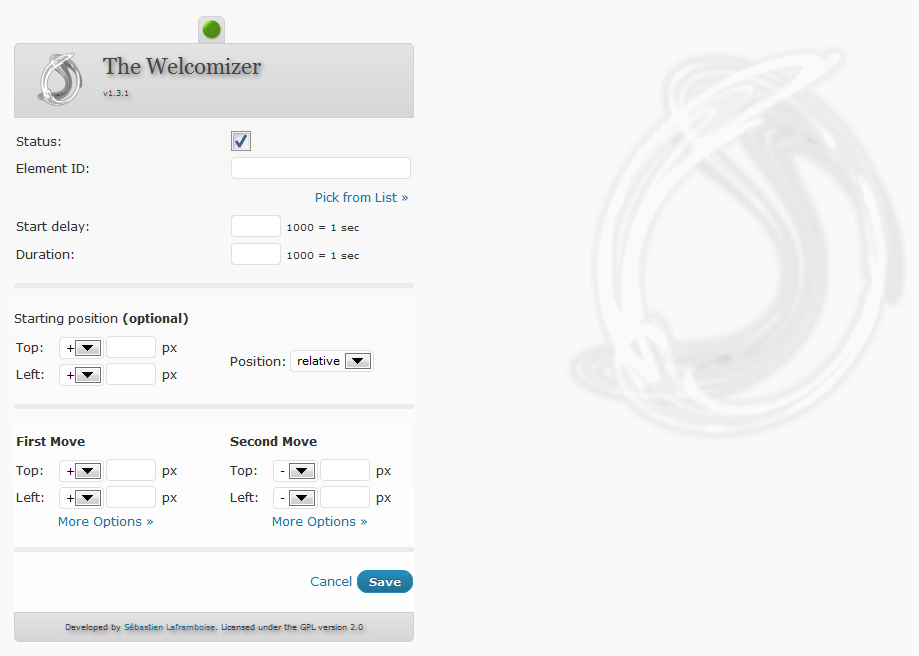 The Welcomizer
v1.3.1
Status:
Element ID:
Pick from List »
Start delay: 1000 = 1 sec
Duration: 1000 = 1 sec
Starting position (optional)
Top: + px
Left: + px
Position: relative
First Move Second Move
Top: + px Top: - px
Left: + px Left: - px
More Options » More Options »
Cancel Save
Developed by Sébastien Laframboise. Licensed under the GPL version 2.0